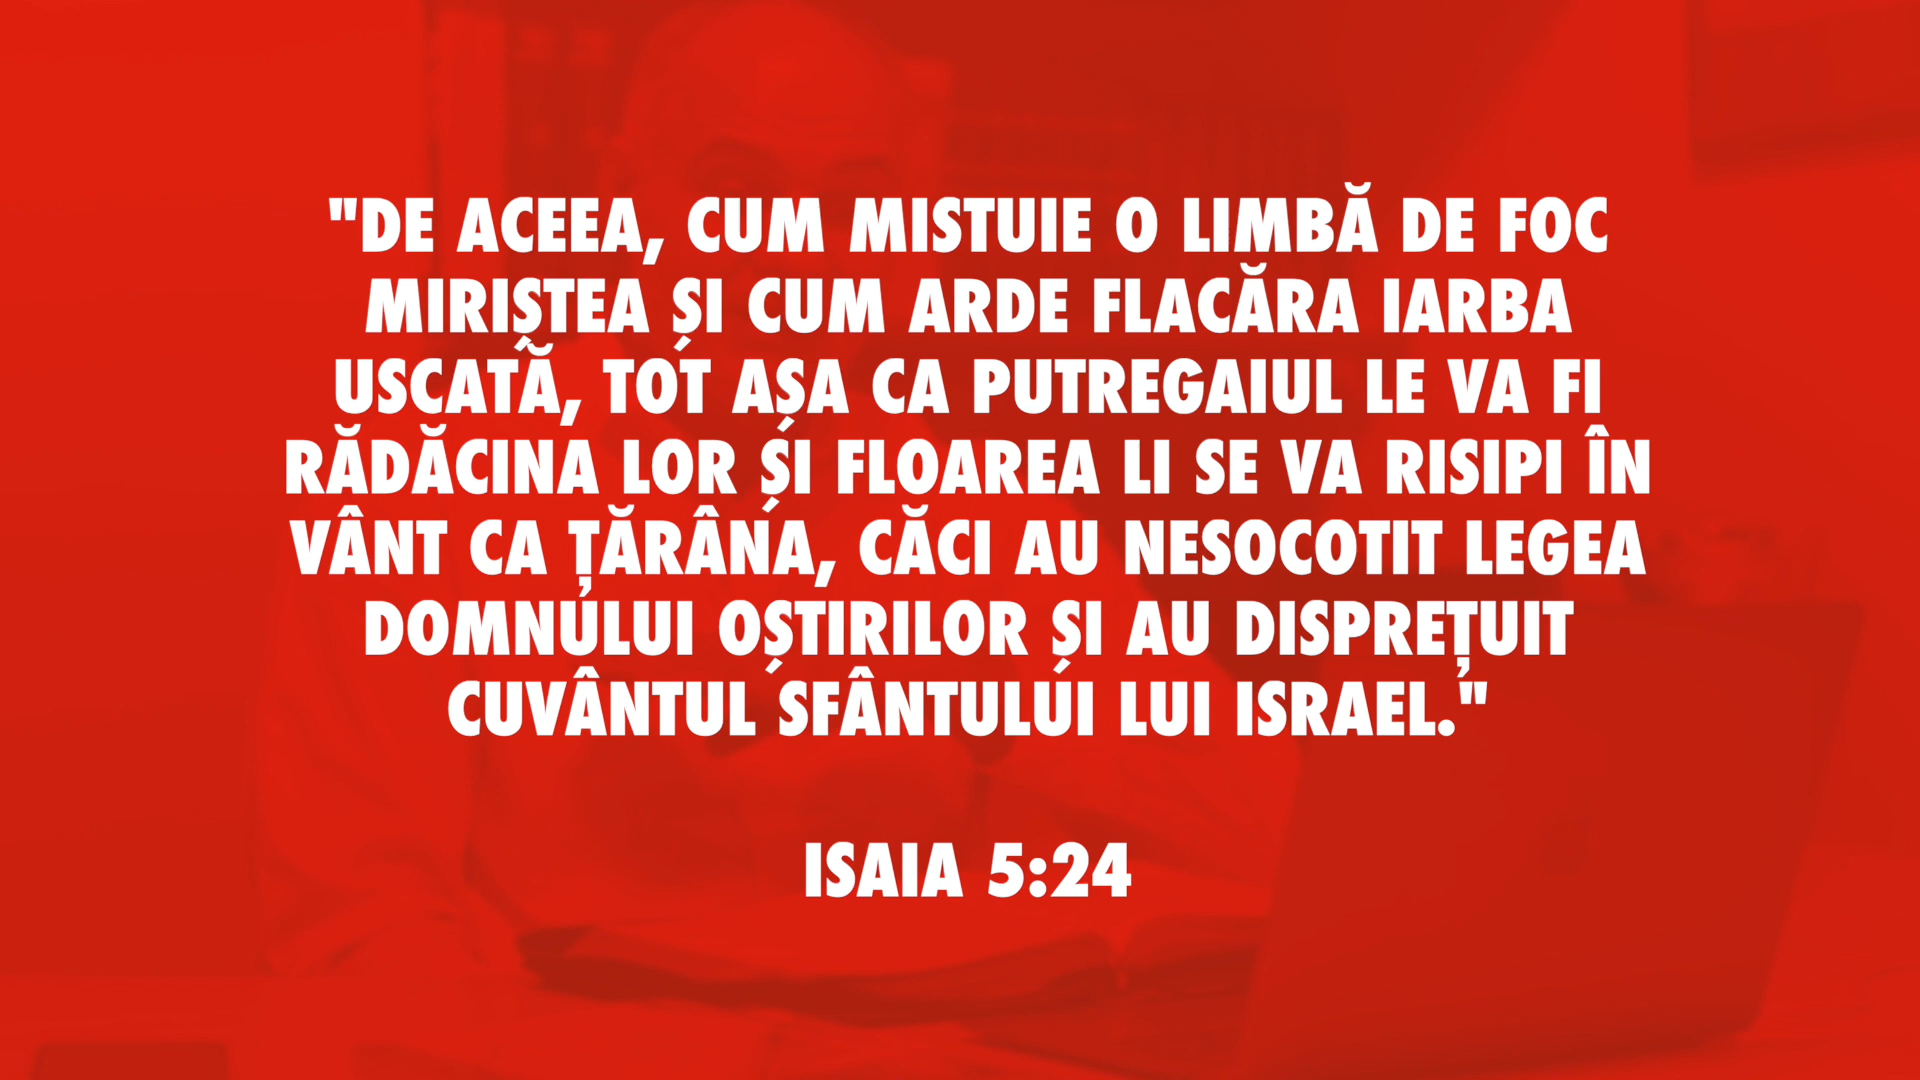 "DE ACEEA, CUM MISTUIE O LIMBĂ DE FOC
MIRIȘTEA ȘI CUM ARDE FLACĂRA IARBA
USCATĂ, TOT AȘA CA PUTREGAIUL LE VA FI
RĂDĂCINA LOR ȘI FLOAREA LI SE VA RISIPI ÎN
VÂNT CA ȚĂRÂNA, CĂCI AU NESOCOTIT LEGEA
DOMNULUI OȘTIRILOR ȘI AU DISPREȚUIT
CUVÂNTUL SFÂNTULUI LUI ISRAEL."
ISAIA 5:24